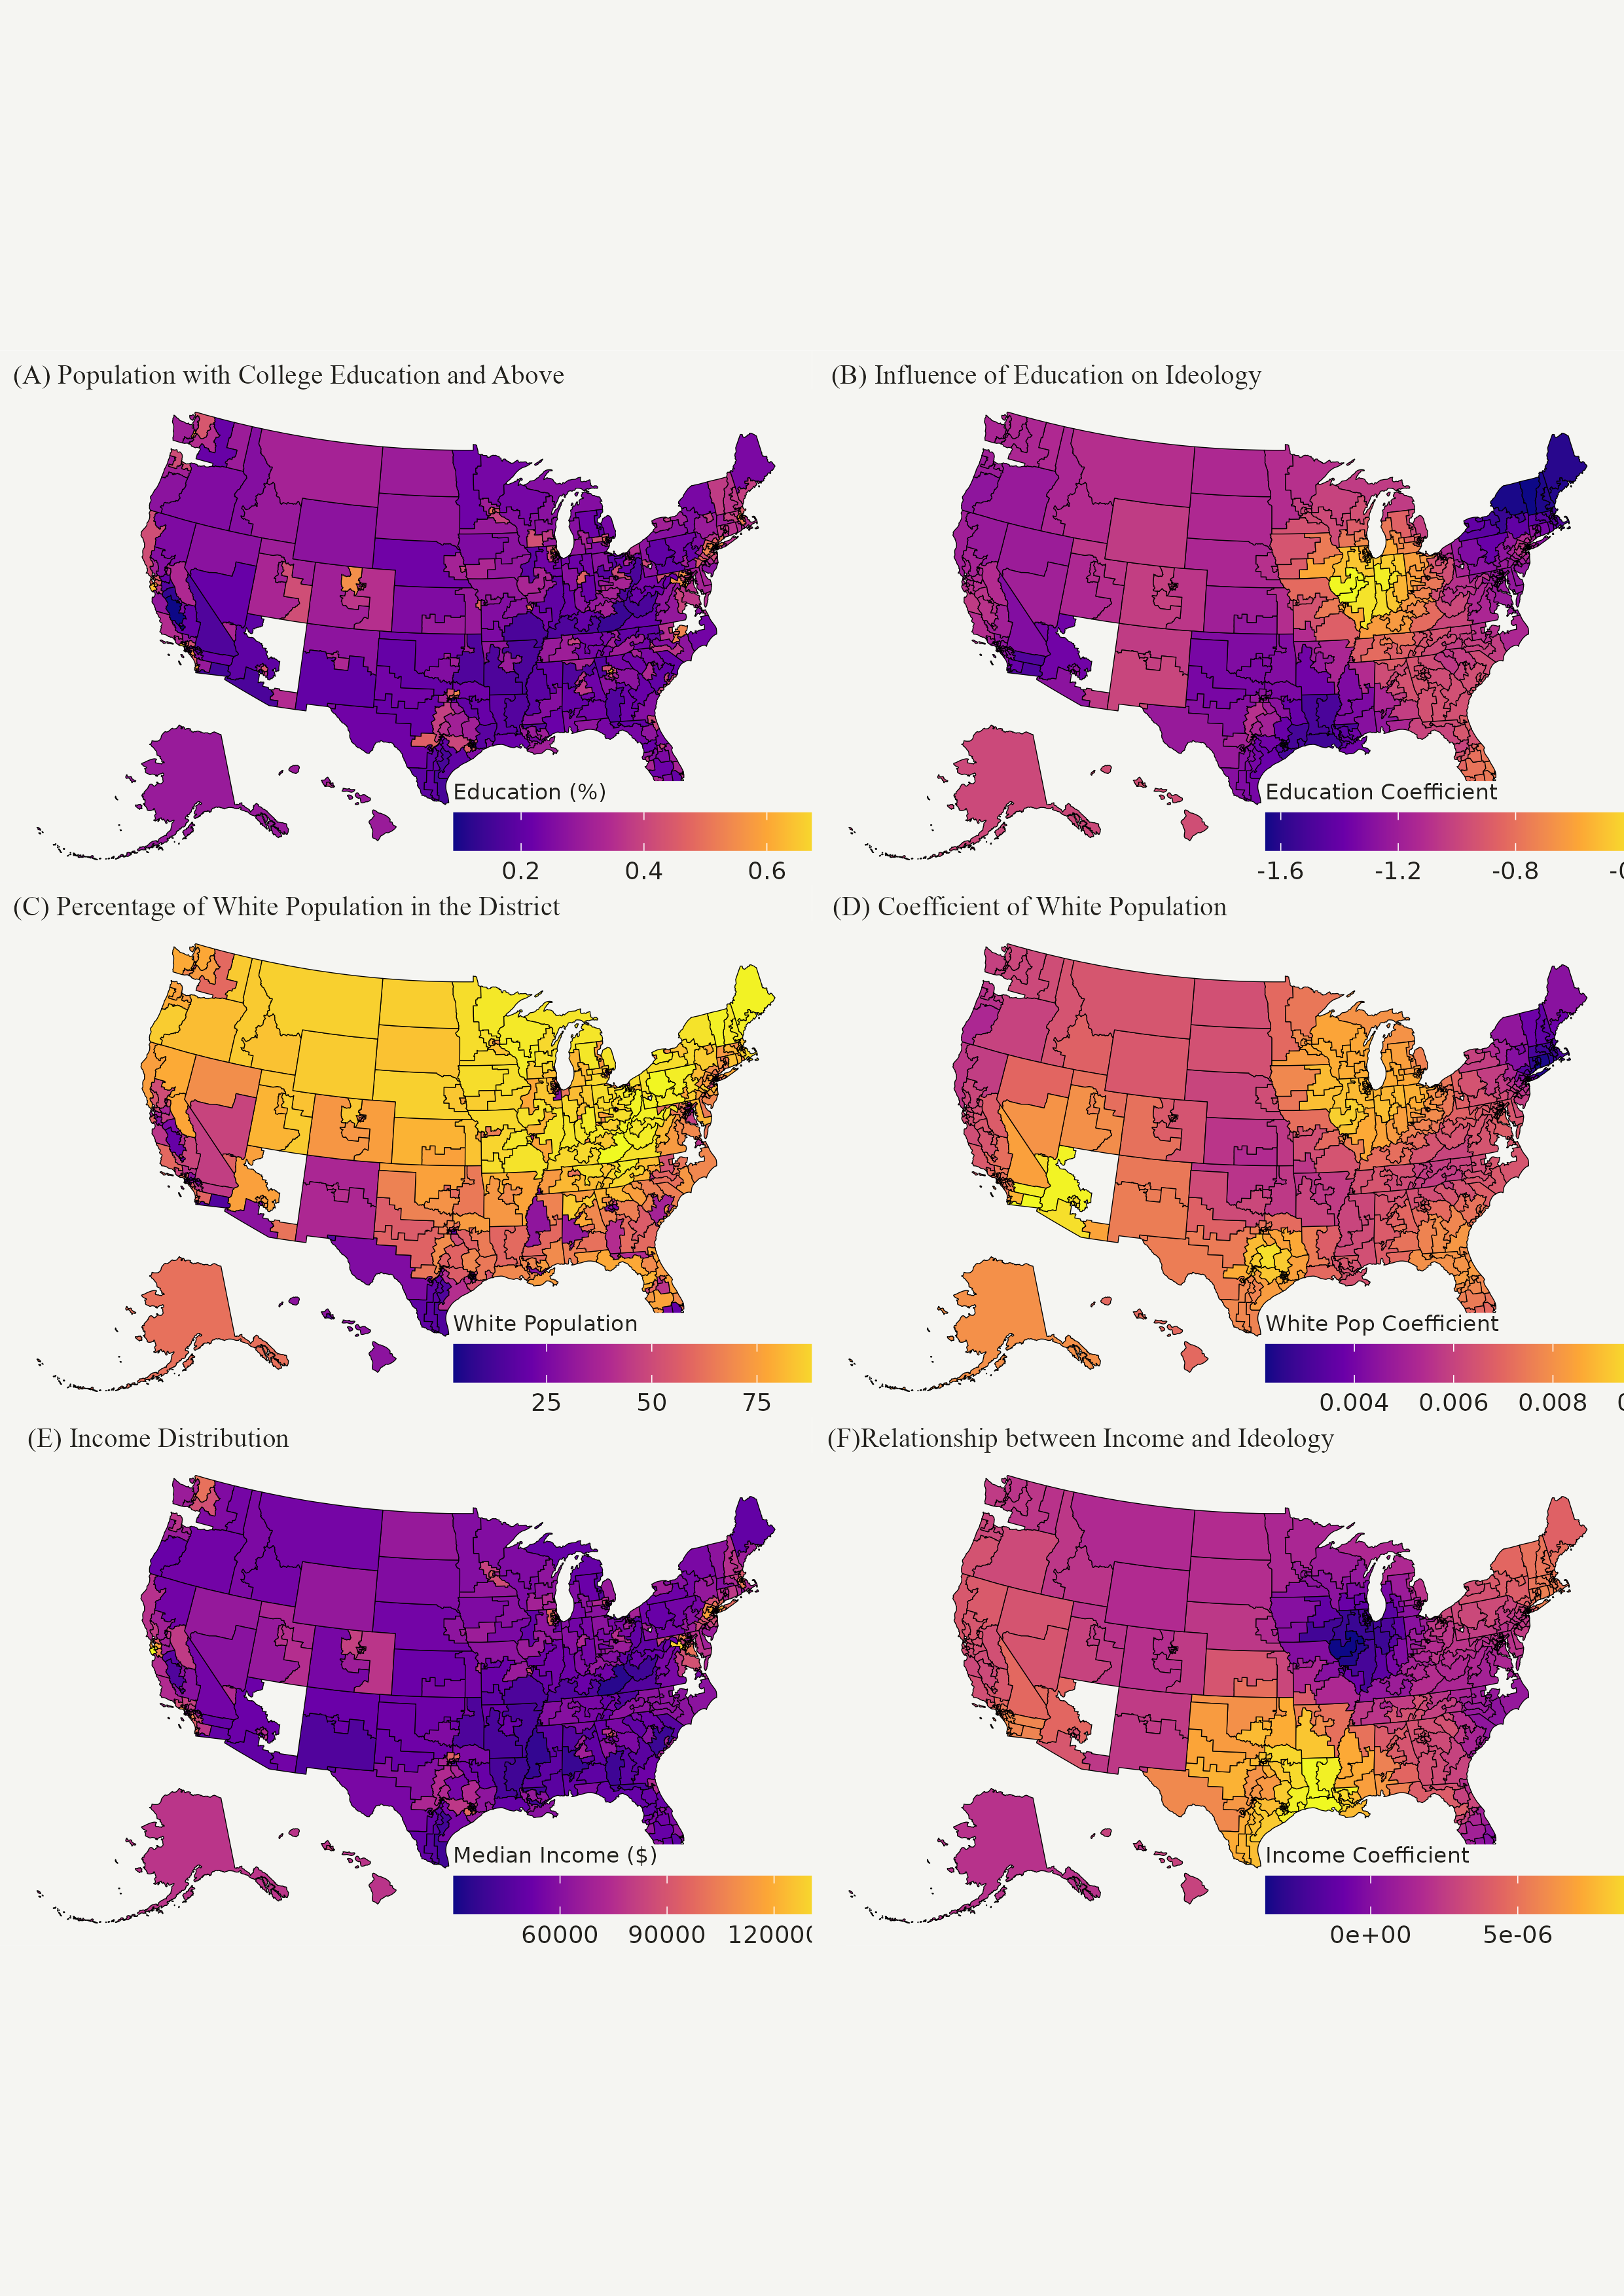 (A) Population with College Education and Above
(B) Influence of Education on Ideology
Education (%)
0.2 0.4 0.6
Education Coefficient
-1.6 -1.2 -0.8
(C) Percentage of White Population in the District
(D) Coefficient of White Population
White Population
25 50 75
White Pop Coefficient
0.004 0.006 0.008
(E) Income Distribution
(F)Relationship between Income and Ideology
Median Income ($)
60000 90000 120000
Income Coefficient
0e+00 5e-06